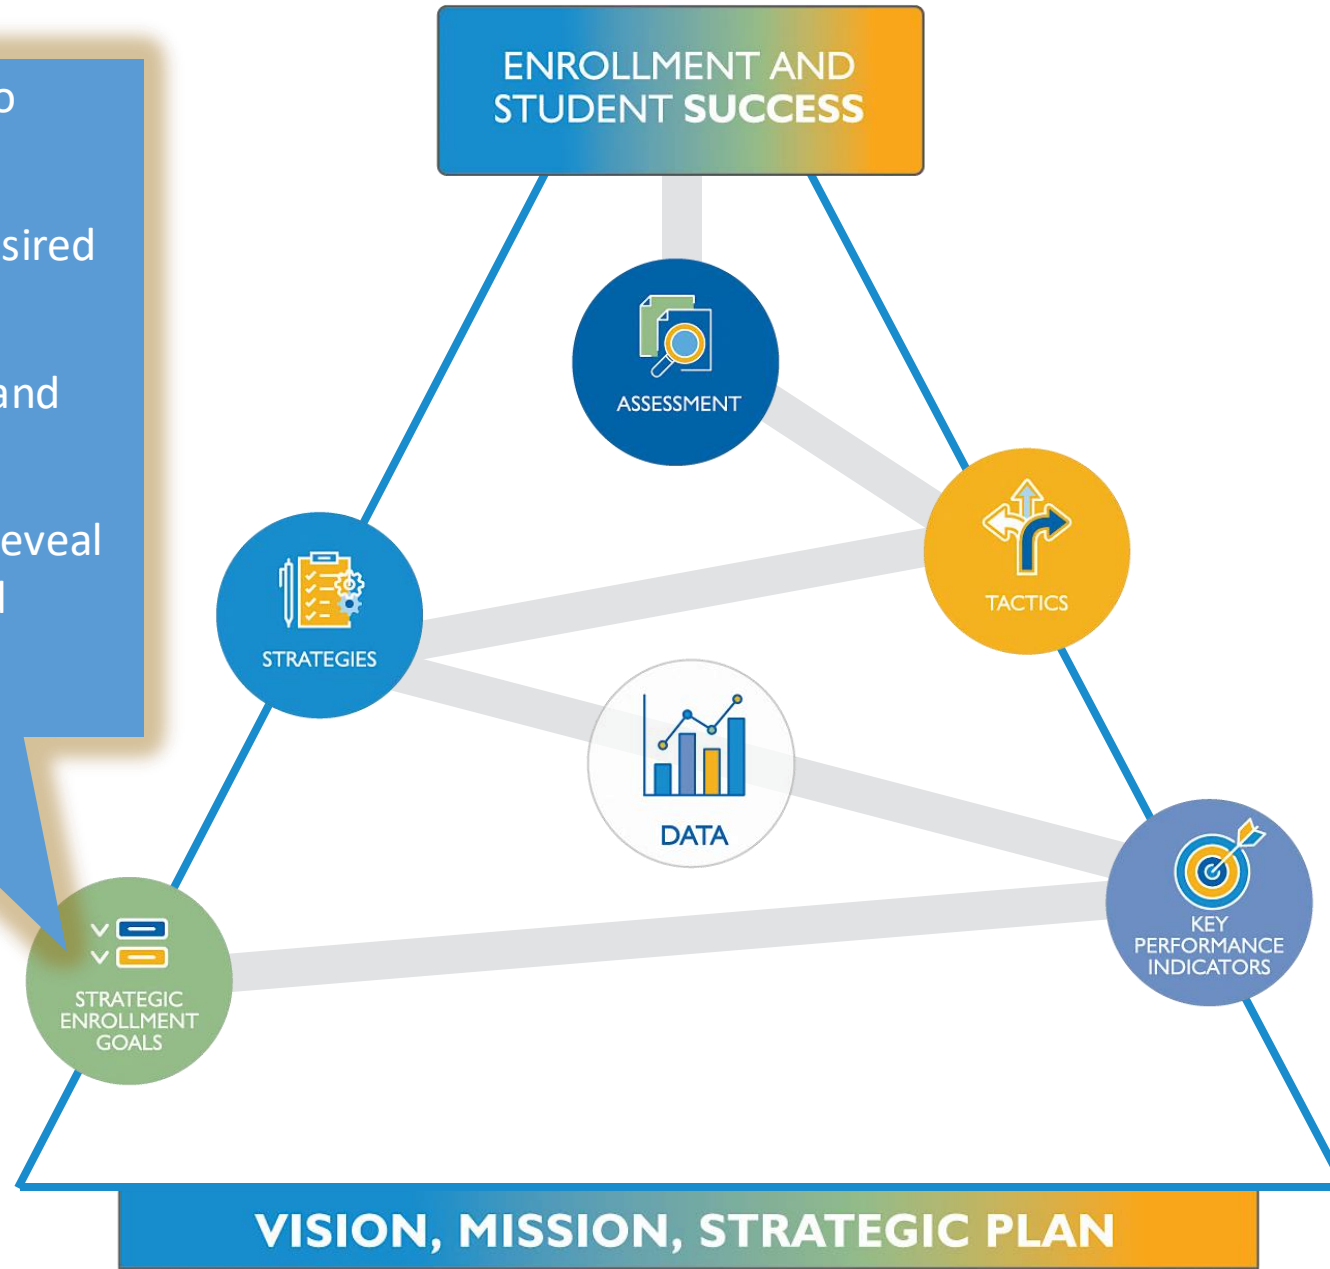 ENROLLMENT AND
STUDENT SUCCESS
sired
and
eveal
ASSESSMENT
TACTICS
STRATEGIES
DATA
KEY
PERFORMANCE
INDICATORS
STRATEGIC
ENROLLMENT
GOALS
VISION, MISSION, STRATEGIC PLAN